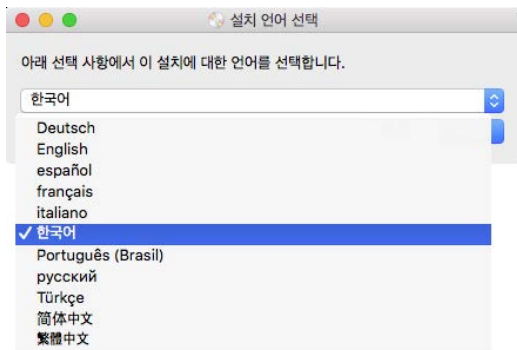 설치 언어 선택
아래 선택 사항에서 이 설치에 대한 언어를 선택합니다.
한국어
Deutsch
English
español
français
italiano
✓ 한국어
Português (Brasil)
русский
Türkçe
简体中文
繁體中文